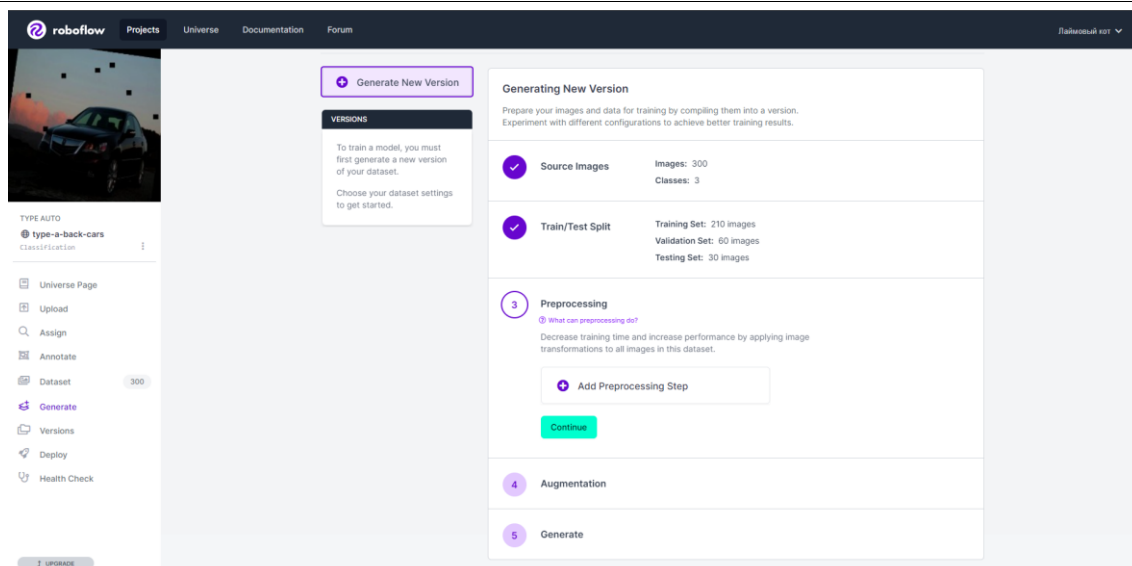 roboflow
Projects
Universe
Documentation
Forum
Лаймовый кот
TYPE AUTO
type-a-back-cars
Classification
Universe Page
Upload
Assign
Annotate
Dataset 300
Generate
Versions
Deploy
Health Check
UPGRADE
Generate New Version
VERSIONS
To train a model, you must
first generate a new version
of your dataset.
Choose your dataset settings
to get started.
Generating New Version
Prepare your images and data for training by compiling them into a version.
Experiment with different configurations to achieve better training results.
Source Images
Images: 300
Classes: 3
Train/Test Split
Training Set: 210 images
Validation Set: 60 images
Testing Set: 30 images
3 Preprocessing
What can preprocessing do?
Decrease training time and increase performance by applying image
transformations to all images in this dataset.
Add Preprocessing Step
Continue
4 Augmentation
5 Generate